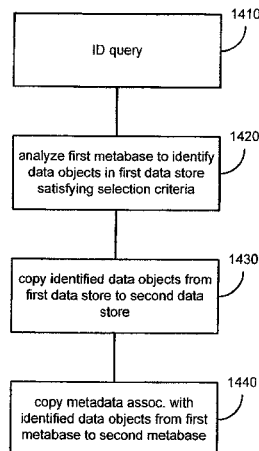 1410
ID query
1420
analyze first metabase to identify
data objects in first data store
satisfying selection criteria
1430
copy identified data objects from
first data store to second data
store
1440
copy metadata assoc. with
identified data objects from first
metabase to second metabase